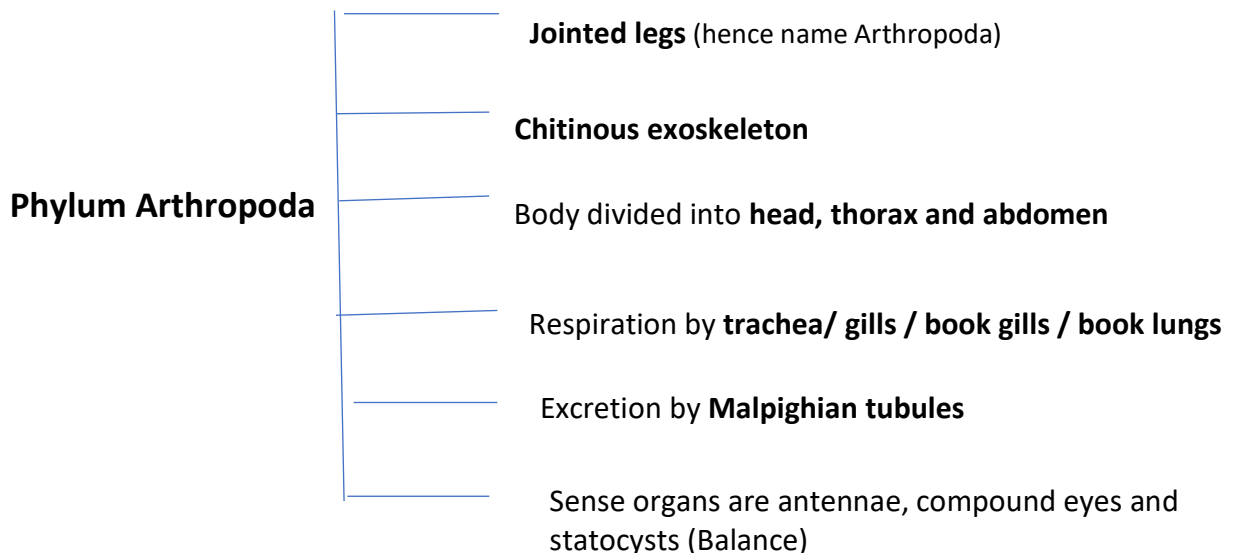 Jointed legs (hence name Arthropoda)
Chitinous exoskeleton
Phylum Arthropoda
Body divided into head, thorax and abdomen
Respiration by trachea/ gills / book gills / book lungs
Excretion by Malpighian tubules
Sense organs are antennae, compound eyes and
statocysts (Balance)